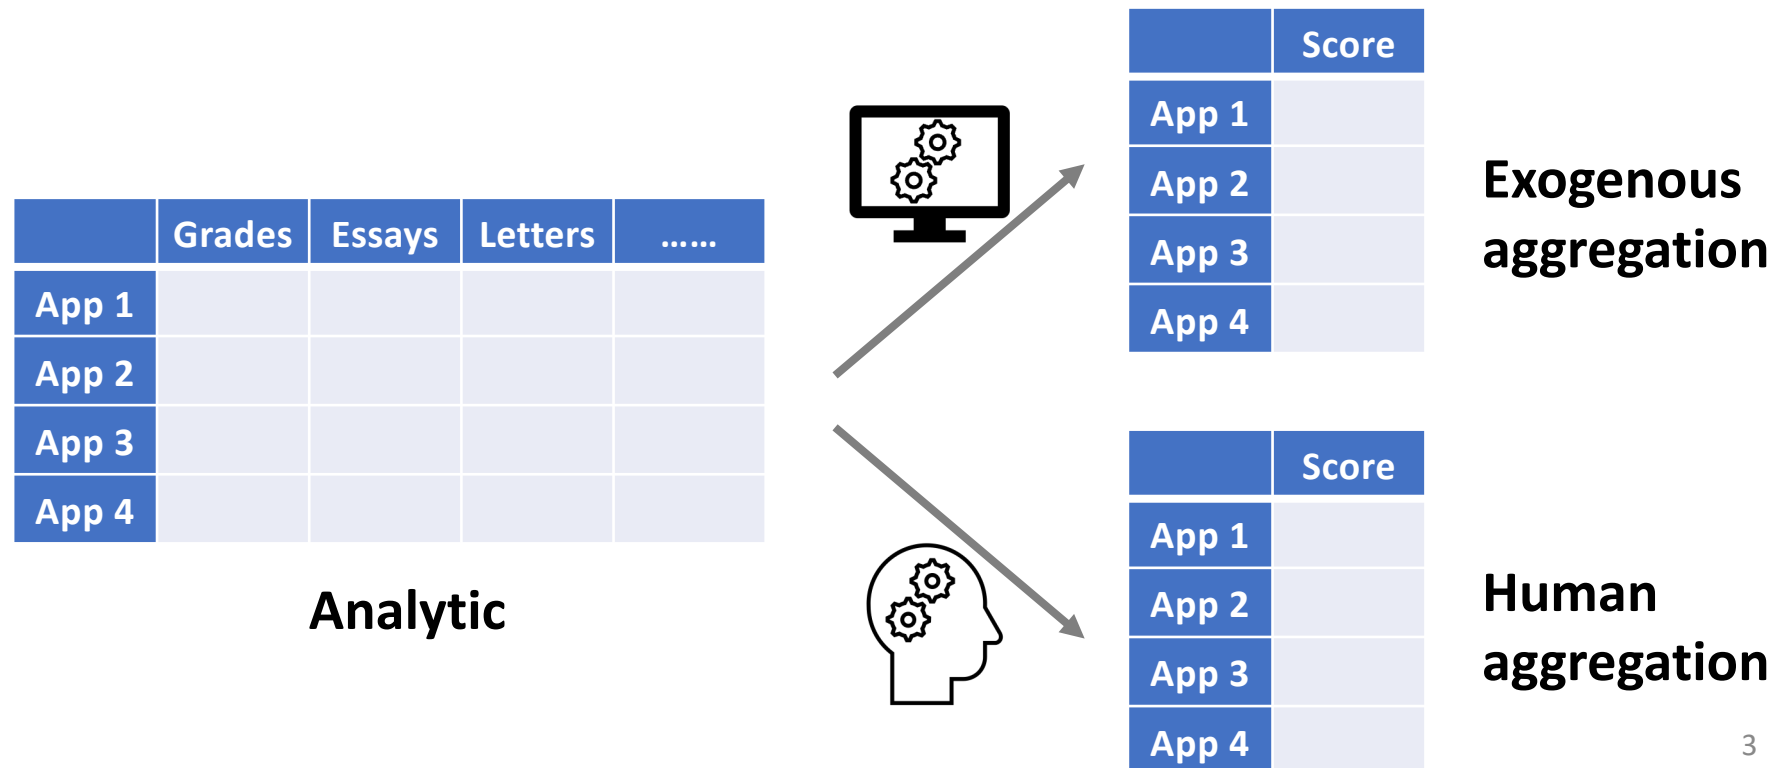 Grades Essays Letters ......
App 1
App 2
App 3
App 4
Analytic
Score
App 1
App 2
App 3
App 4
Exogenous
aggregation
Score
App 1
App 2
App 3
App 4
Human
aggregation
3